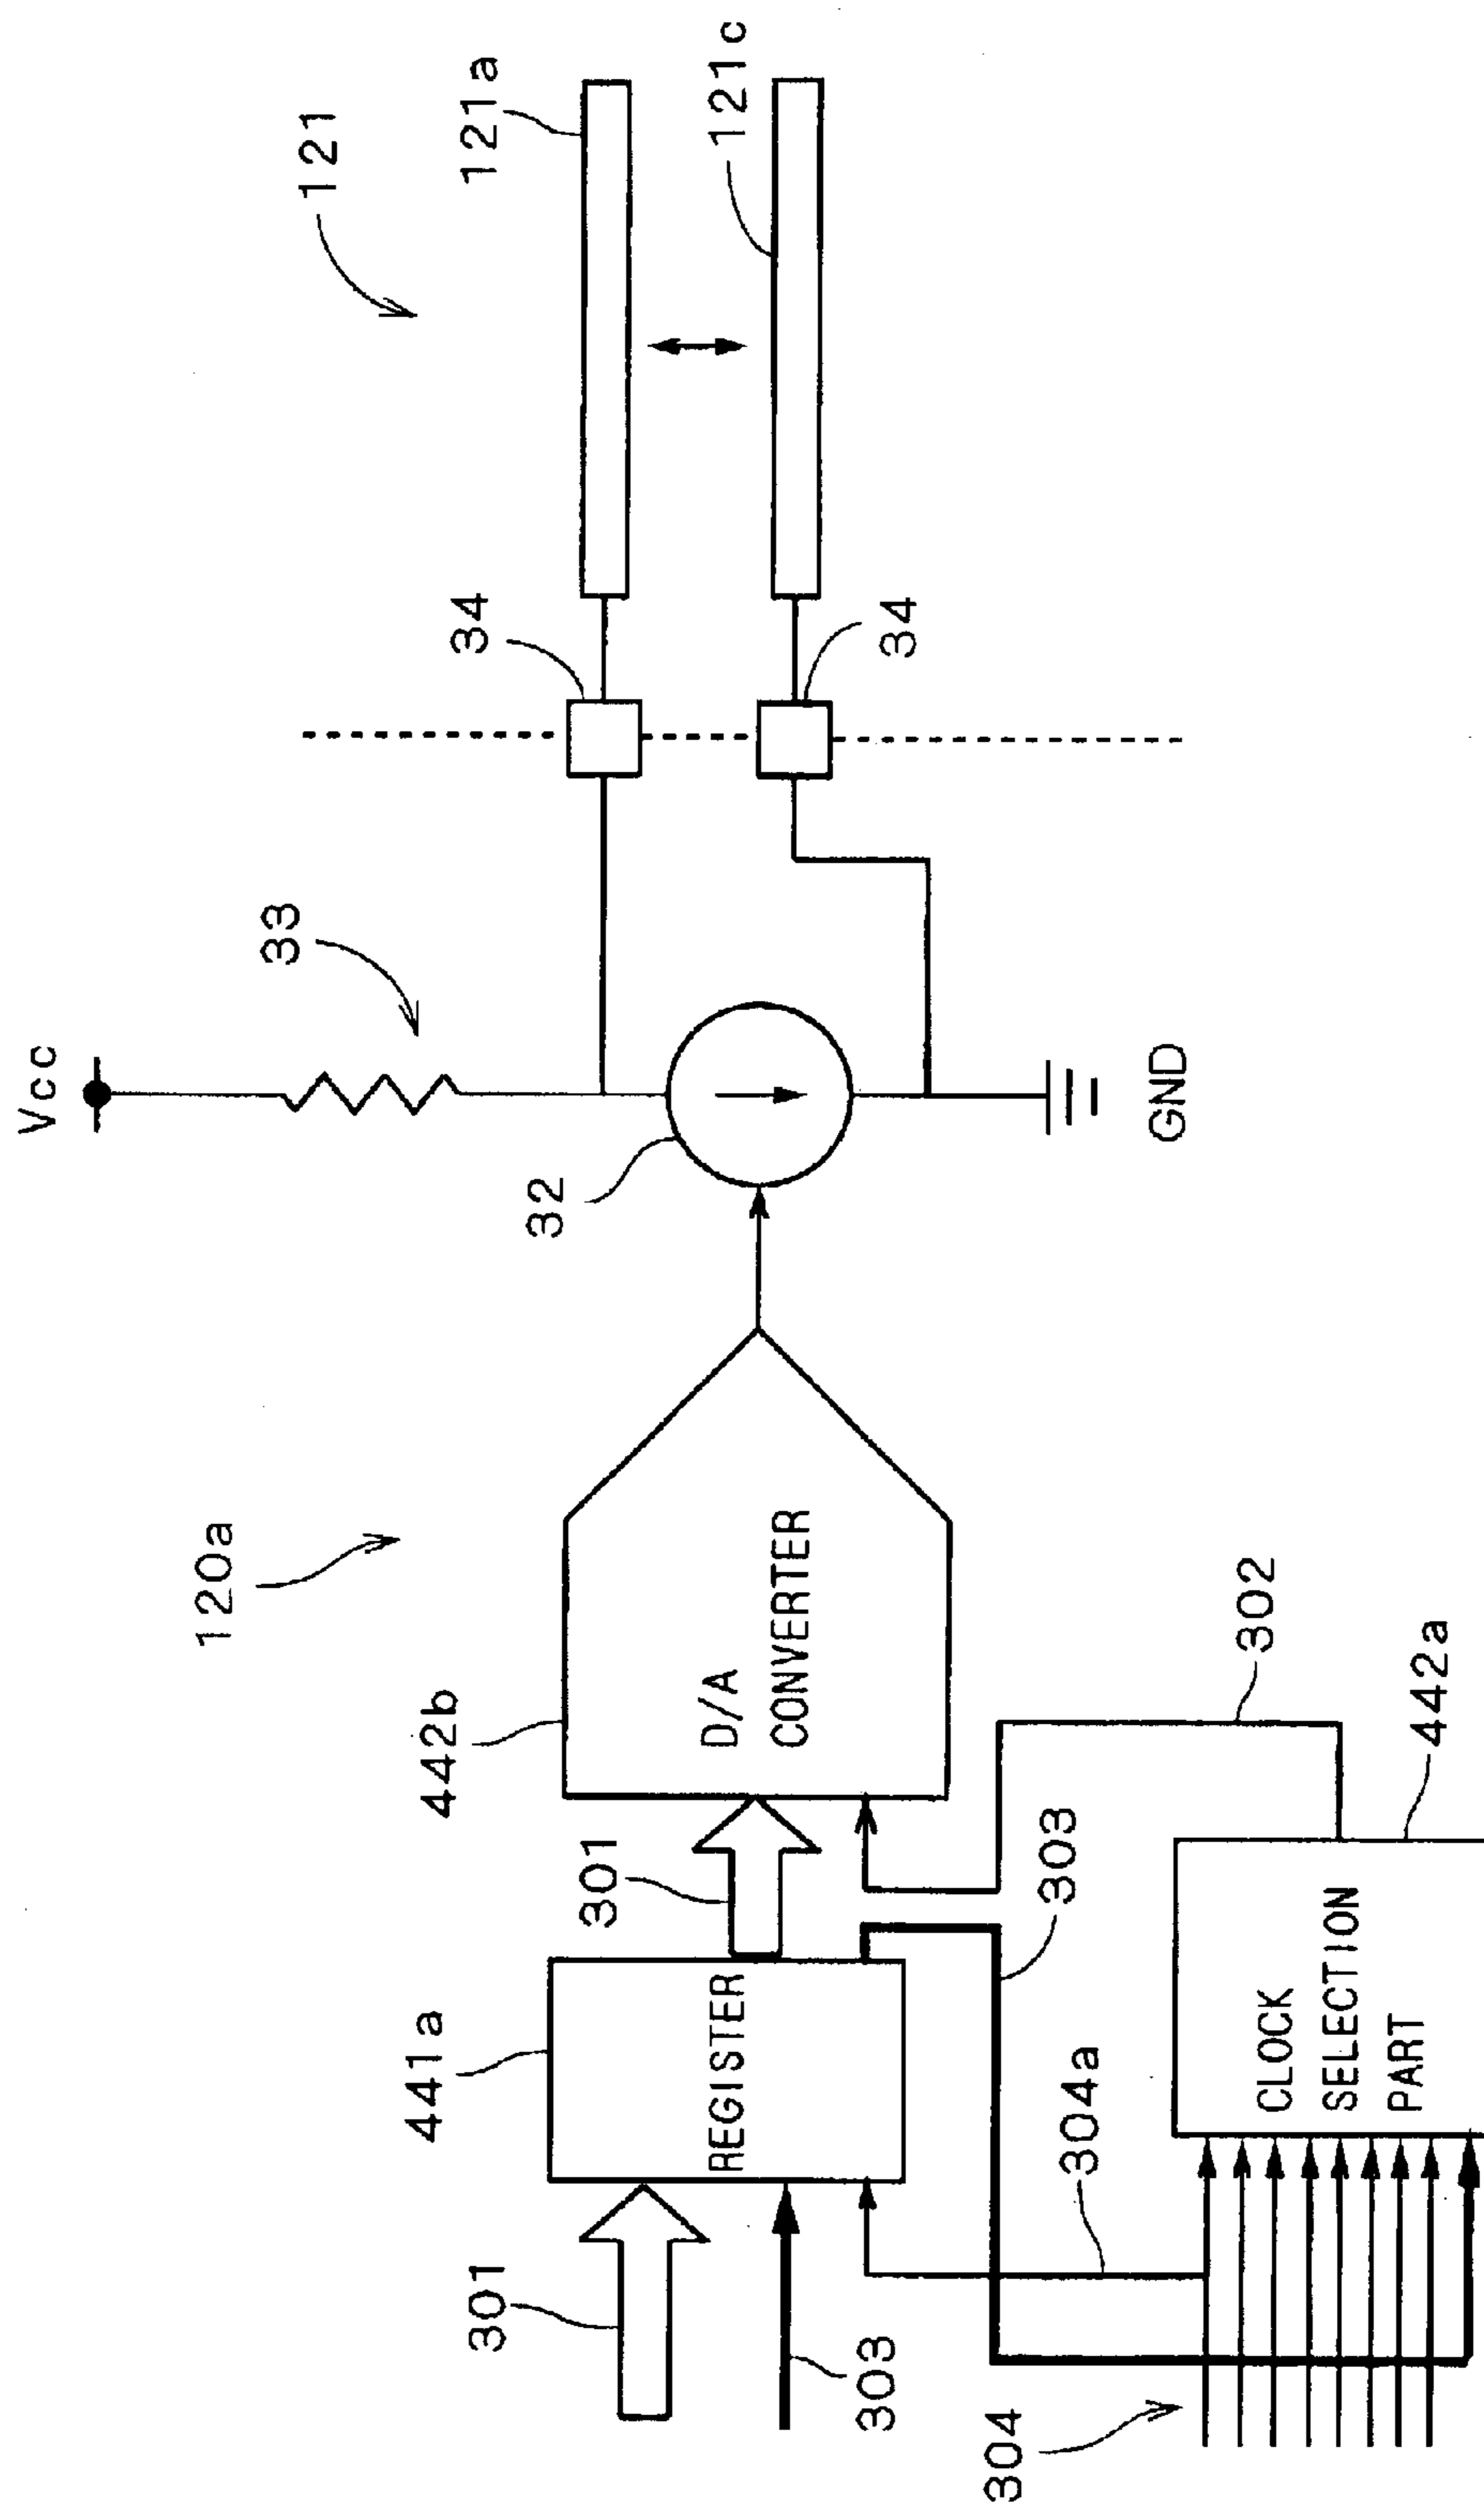 120a
Vcc
33
121
442b
32
34
121a
441a
301
301
REGISTER
D/A
CONVERTER
121c
303
34
304
304a
303
302
GND
CLOCK
SELECTION
PART
442a